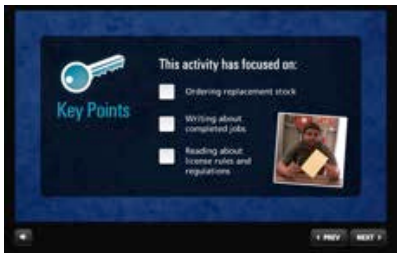 This activity has focused on:
Key Points
Ordering replacement stock
Writing about
completed jobs
Reading about
license rules and
regulations
PREV
NEXT